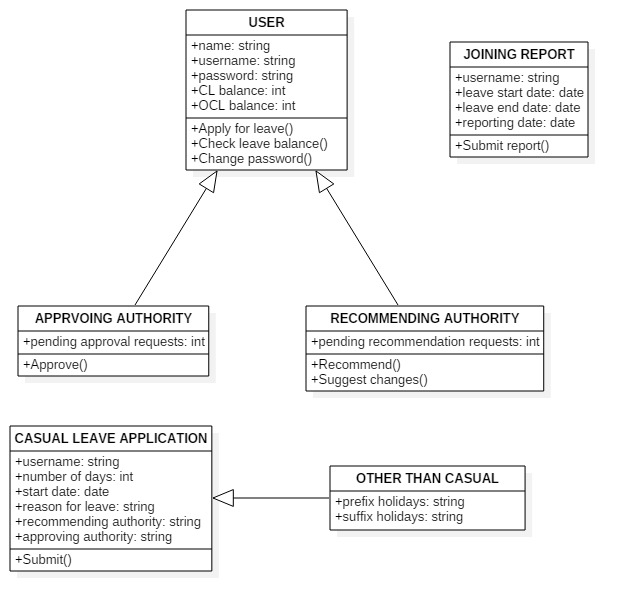 USER
+name: string
+username: string
+password: string
+CL balance: int
+OCL balance: int
+Apply for leave()
+Check leave balance()
+Change password()
JOINING REPORT
+username: string
+leave start date: date
+leave end date: date
+reporting date: date
+Submit report()
APPRVOING AUTHORITY
+pending approval requests: int
+Approve()
RECOMMENDING AUTHORITY
+pending recommendation requests: int
+Recommend()
+Suggest changes()
CASUAL LEAVE APPLICATION
+username: string
+number of days: int
+start date: date
+reason for leave: string
+recommending authority: string
+approving authority: string
+Submit()
OTHER THAN CASUAL
+prefix holidays: string
+suffix holidays: string